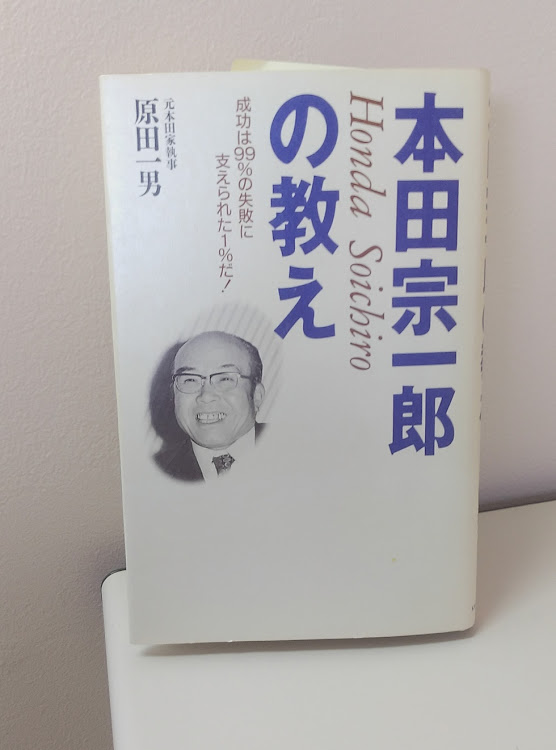 本田宗一郎
Honda Soichiro
の教え
成功は99%の失敗に
支えられた1%だ!
元本田家執事
原田一男